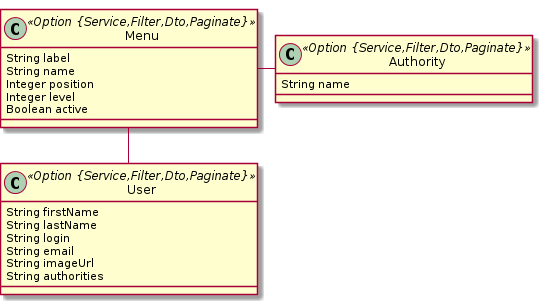 C «Option {Service,Filter,Dto,Paginate}»
Menu
String label
String name
Integer position
Integer level
Boolean active
C «Option {Service,Filter,Dto,Paginate}»
Authority
String name
C «Option {Service,Filter,Dto,Paginate}»
User
String firstName
String lastName
String login
String email
String imageUrl
String authorities